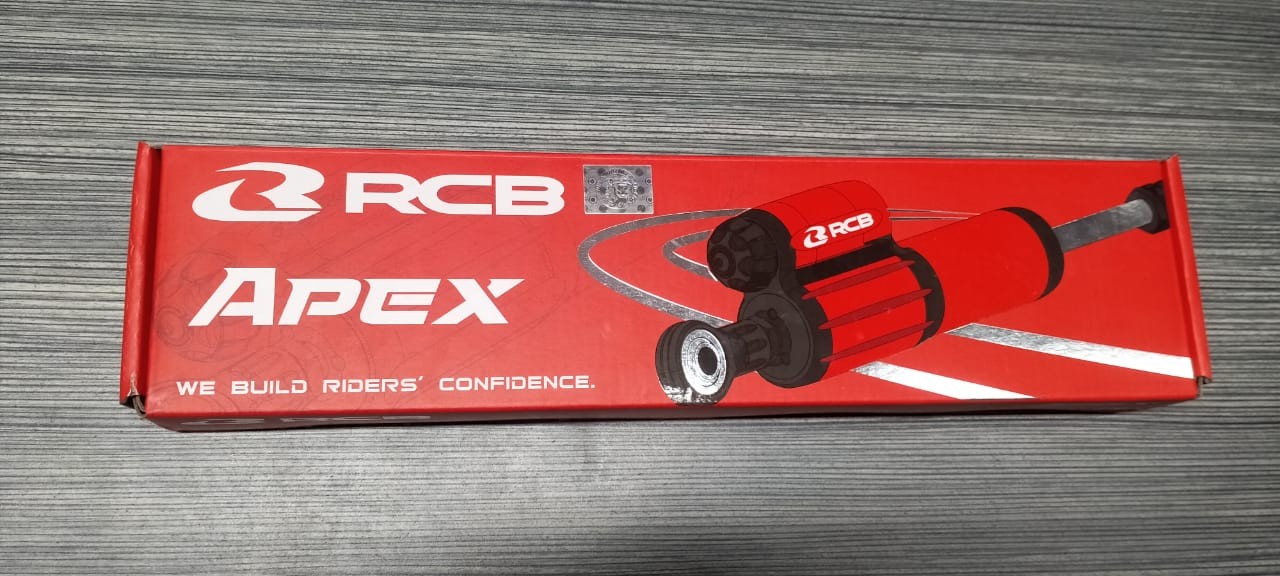 RCB
RCB
APEX
WE BUILD RIDERS' CONFIDENCE.